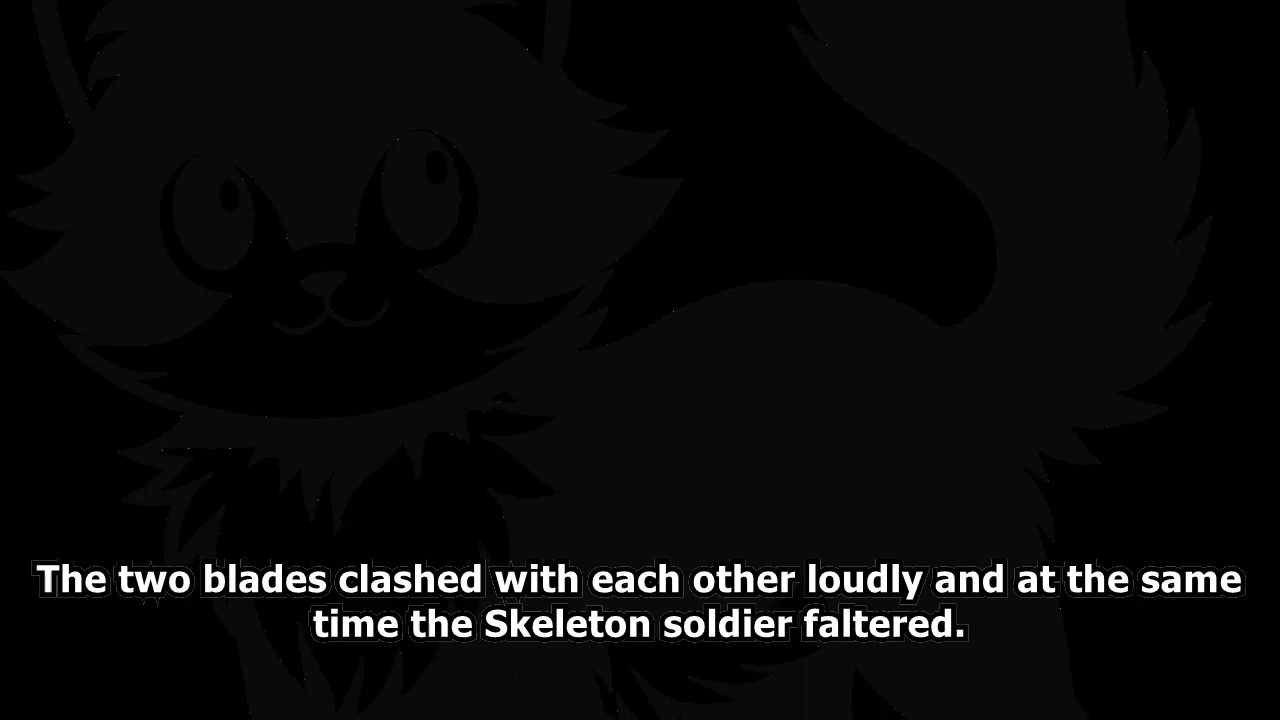 The two blades clashed with each other loudly and at the same
time the Skeleton soldier faltered.